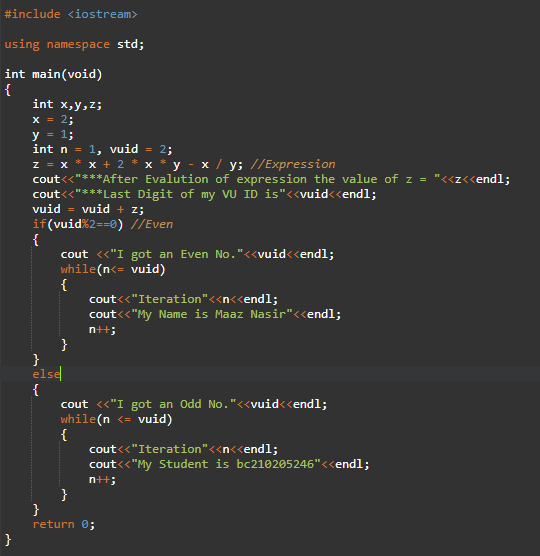 #include <iostream>
using namespace std;
int main(void)
{
int x,y,z;
x = 2;
y = 1;
int n = 1, vuid = 2;
z = x * x + 2 * x * y - x / y; //Expression
cout<<"***After Evalution of expression the value of z = "<<z<<endl;
cout<<"***Last Digit of my VU ID is"<<vuid<<endl;
vuid = vuid + z;
if(vuid%2==0) //Even
{
cout <<"I got an Even No."<<vuid<<endl;
while(n<= vuid)
{
cout<<"Iteration"<<n<<endl;
cout<<"My Name is Maaz Nasir"<<endl;
n++;
}
}
else
{
cout <<"I got an Odd No."<<vuid<<endl;
while(n <= vuid)
{
cout<<"Iteration"<<n<<endl;
cout<<"My Student is bc210205246"<<endl;
n++;
}
}
return 0;
}